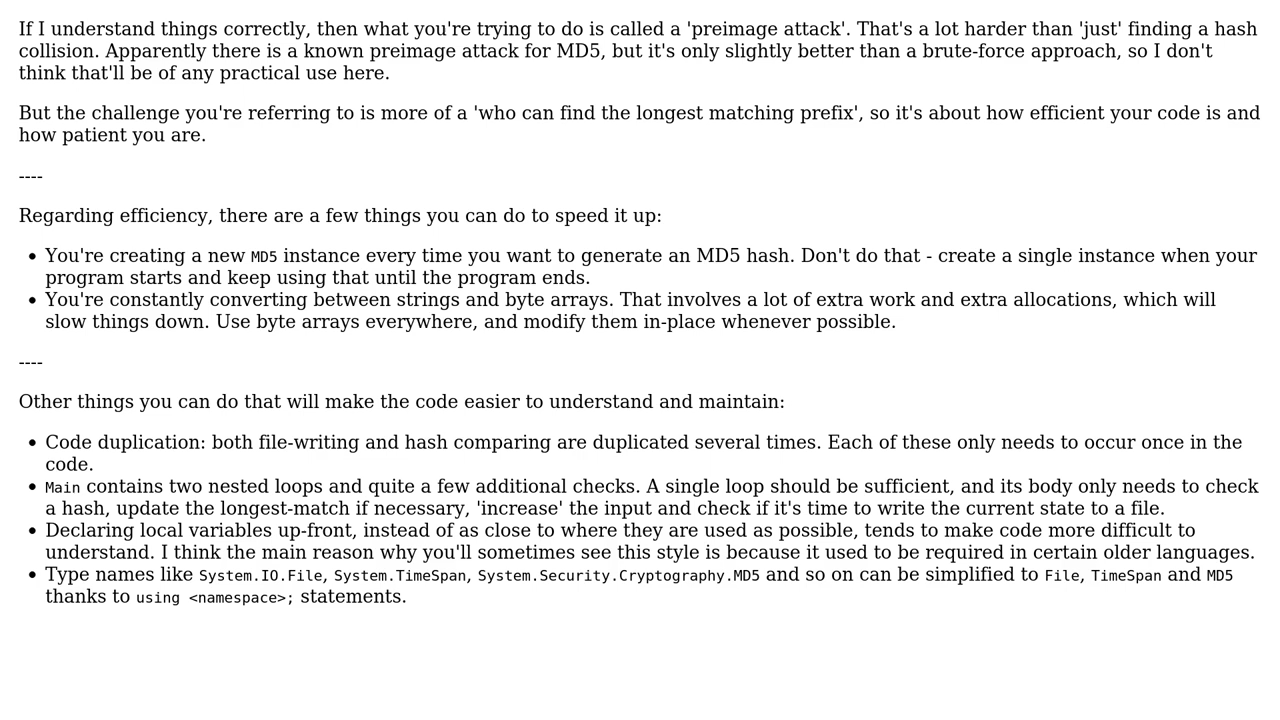 If I understand things correctly, then what you're trying to do is called a 'preimage attack'. That's a lot harder than 'just' finding a hash
collision. Apparently there is a known preimage attack for MD5, but it's only slightly better than a brute-force approach, so I don't
think that'll be of any practical use here.
But the challenge you're referring to is more of a 'who can find the longest matching prefix', so it's about how efficient your code is and
how patient you are.
----
Regarding efficiency, there are a few things you can do to speed it up:
• You're creating a new MD5 instance every time you want to generate an MD5 hash. Don't do that - create a single instance when your
program starts and keep using that until the program ends.
• You're constantly converting between strings and byte arrays. That involves a lot of extra work and extra allocations, which will
slow things down. Use byte arrays everywhere, and modify them in-place whenever possible.
----
Other things you can do that will make the code easier to understand and maintain:
• Code duplication: both file-writing and hash comparing are duplicated several times. Each of these only needs to occur once in the
code.
• Main contains two nested loops and quite a few additional checks. A single loop should be sufficient, and its body only needs to check
a hash, update the longest-match if necessary, 'increase' the input and check if it's time to write the current state to a file.
• Declaring local variables up-front, instead of as close to where they are used as possible, tends to make code more difficult to
understand. I think the main reason why you'll sometimes see this style is because it used to be required in certain older languages.
• Type names like System.IO.File, System.TimeSpan, System.Security.Cryptography.MD5 and so on can be simplified to File, TimeSpan and MD5
thanks to using <namespace>; statements.